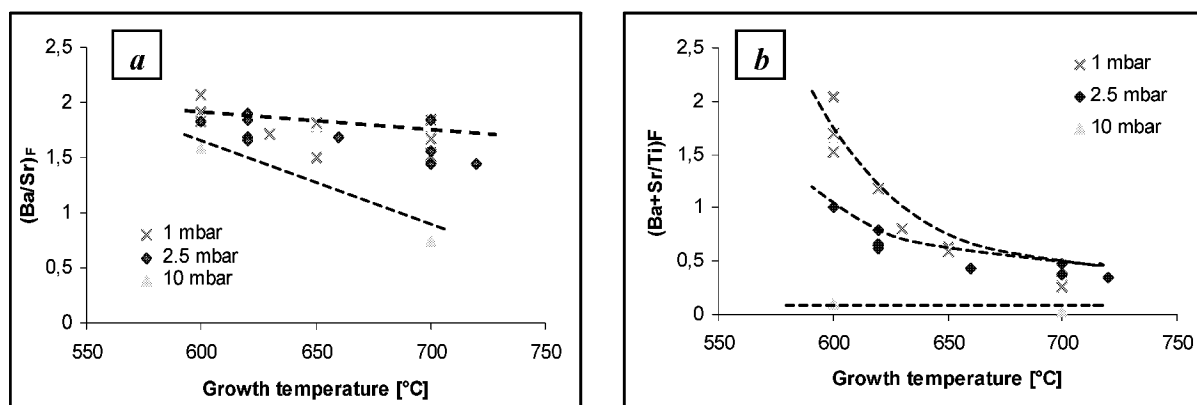 a
2,5
2
1,5
1
0,5
0
(Ba/Sr)F
1 mbar
2.5 mbar
10 mbar
550 600 650 700 750
Growth temperature [°C]
b
2,5
2
1,5
1
0,5
0
(Ba+Sr/Ti)F
1 mbar
2.5 mbar
10 mbar
550 600 650 700 750
Growth temperature [°C]